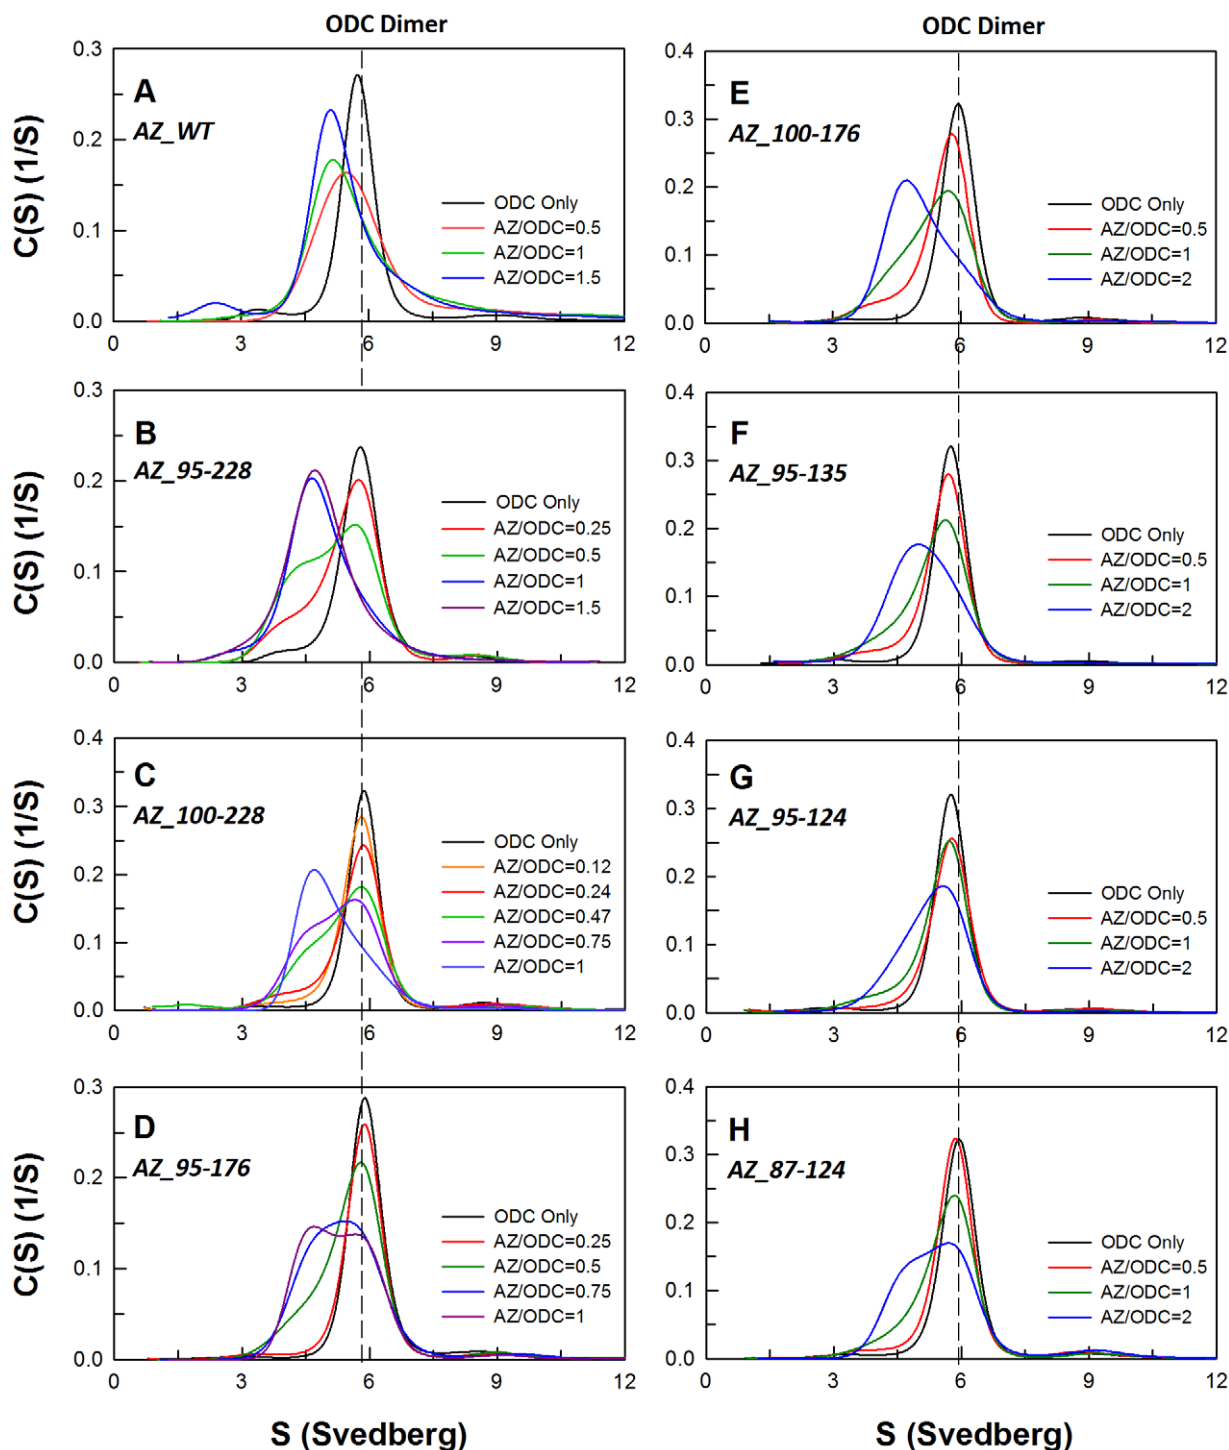 ODC Dimer
C(S) (1/S)
0.3
0.2
0.1
0.0
A
AZ_WT
ODC Only
AZ/ODC=0.5
AZ/ODC=1
AZ/ODC=1.5
0 3 6 9 12
C(S) (1/S)
0.3
0.2
0.1
0.0
B
AZ_95-228
ODC Only
AZ/ODC=0.25
AZ/ODC=0.5
AZ/ODC=1
AZ/ODC=1.5
0 3 6 9 12
C(S) (1/S)
0.4
0.3
0.2
0.1
0.0
C
AZ_100-228
ODC Only
AZ/ODC=0.12
AZ/ODC=0.24
AZ/ODC=0.47
AZ/ODC=0.75
AZ/ODC=1
0 3 6 9 12
C(S) (1/S)
0.3
0.2
0.1
0.0
D
AZ_95-176
ODC Only
AZ/ODC=0.25
AZ/ODC=0.5
AZ/ODC=0.75
AZ/ODC=1
0 3 6 9 12
S (Svedberg)
ODC Dimer
0.4
0.3
0.2
0.1
0.0
E
AZ_100-176
ODC Only
AZ/ODC=0.5
AZ/ODC=1
AZ/ODC=2
0 3 6 9 12
0.4
0.3
0.2
0.1
0.0
F
AZ_95-135
ODC Only
AZ/ODC=0.5
AZ/ODC=1
AZ/ODC=2
0 3 6 9 12
0.4
0.3
0.2
0.1
0.0
G
AZ_95-124
ODC Only
AZ/ODC=0.5
AZ/ODC=1
AZ/ODC=2
0 3 6 9 12
0.4
0.3
0.2
0.1
0.0
H
AZ_87-124
ODC Only
AZ/ODC=0.5
AZ/ODC=1
AZ/ODC=2
0 3 6 9 12
S (Svedberg)